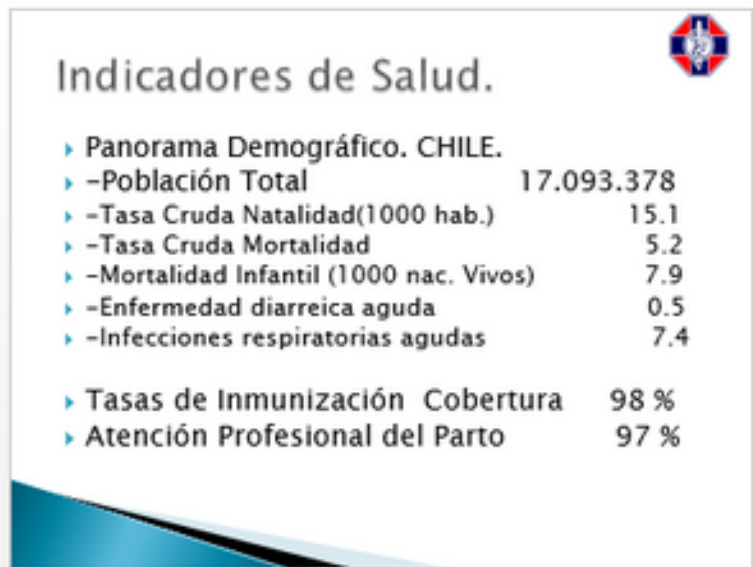 Indicadores de Salud.
Panorama Demográfico. CHILE.
-Población Total 17.093.378
-Tasa Cruda Natalidad(1000 hab.) 15.1
-Tasa Cruda Mortalidad 5.2
-Mortalidad Infantil (1000 nac. Vivos) 7.9
-Enfermedad diarreica aguda 0.5
-Infecciones respiratorias agudas 7.4
Tasas de Inmunización Cobertura 98 %
Atención Profesional del Parto 97 %